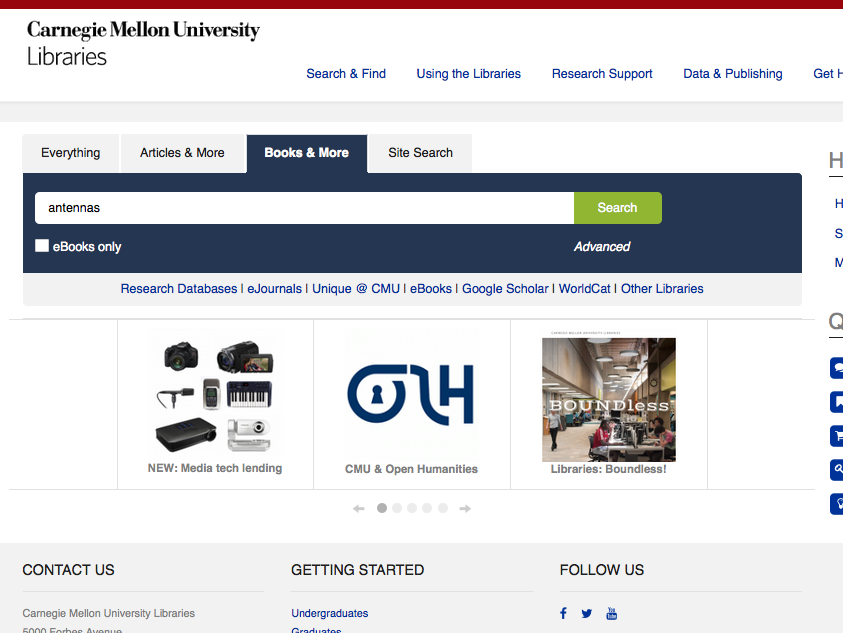 Carnegie Mellon University
Libraries
Search & Find Using the Libraries Research Support Data & Publishing Get H
Everything Articles & More Books & More Site Search
antennas Search
eBooks only Advanced
Research Databases | eJournals | Unique @ CMU | eBooks | Google Scholar | WorldCat | Other Libraries
H
H
S
M
Q
CARNEGIE MELLON UNIVERSITY LIBRARIES
BOUNDless
NEW: Media tech lending CMU & Open Humanities Libraries: Boundless!
CONTACT US GETTING STARTED FOLLOW US
Carnegie Mellon University Libraries Undergraduates
5000 Forbes Avenue Graduates